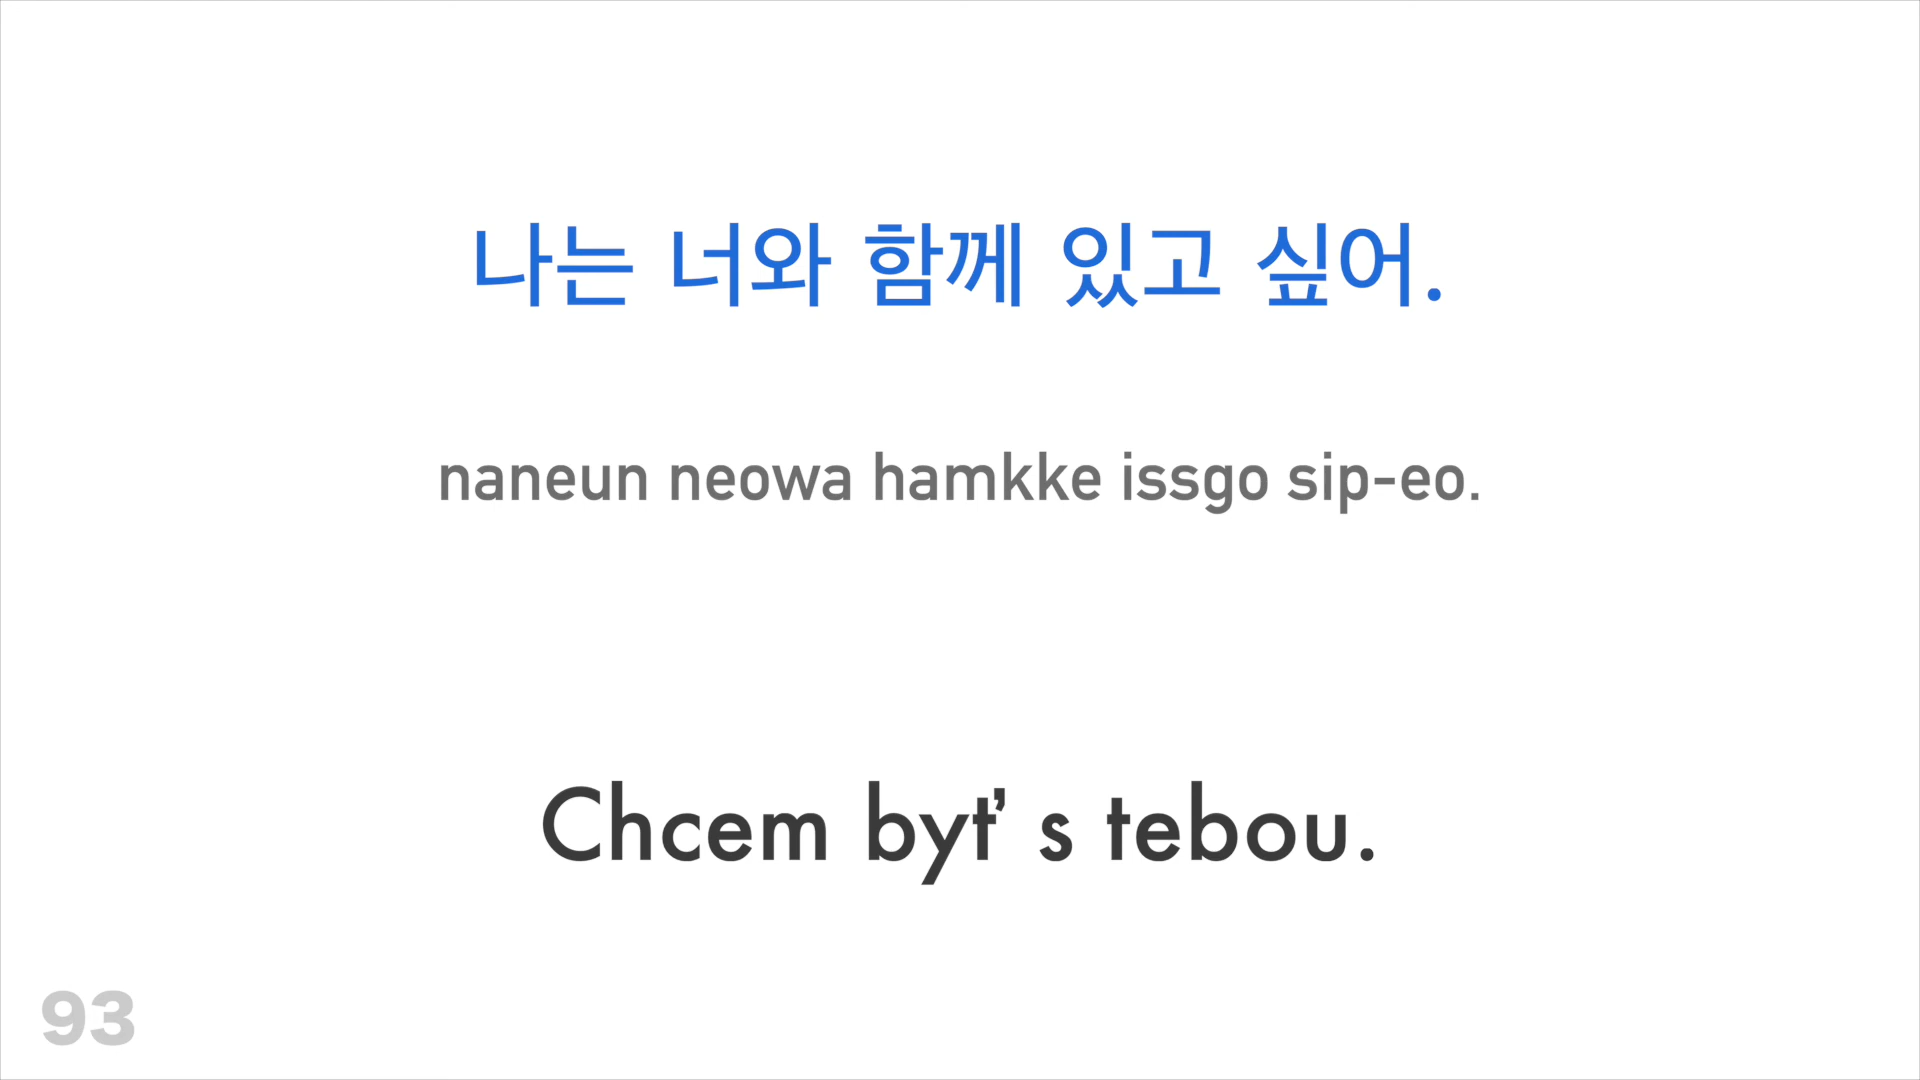 나는 너와 함께 있고 싶어.
naneun neowa hamkke issgo sip-eo.
Chcem byť s tebou.
93